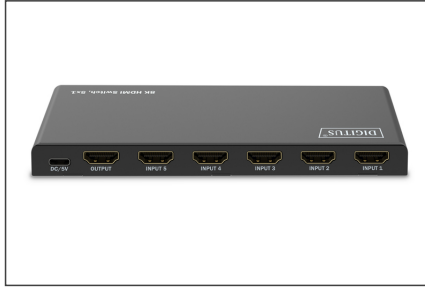 8K HDMI Switch, 5x1
DIGITUS®
DC/5V OUTPUT INPUT 5 INPUT 4 INPUT 3 INPUT 2 INPUT 1